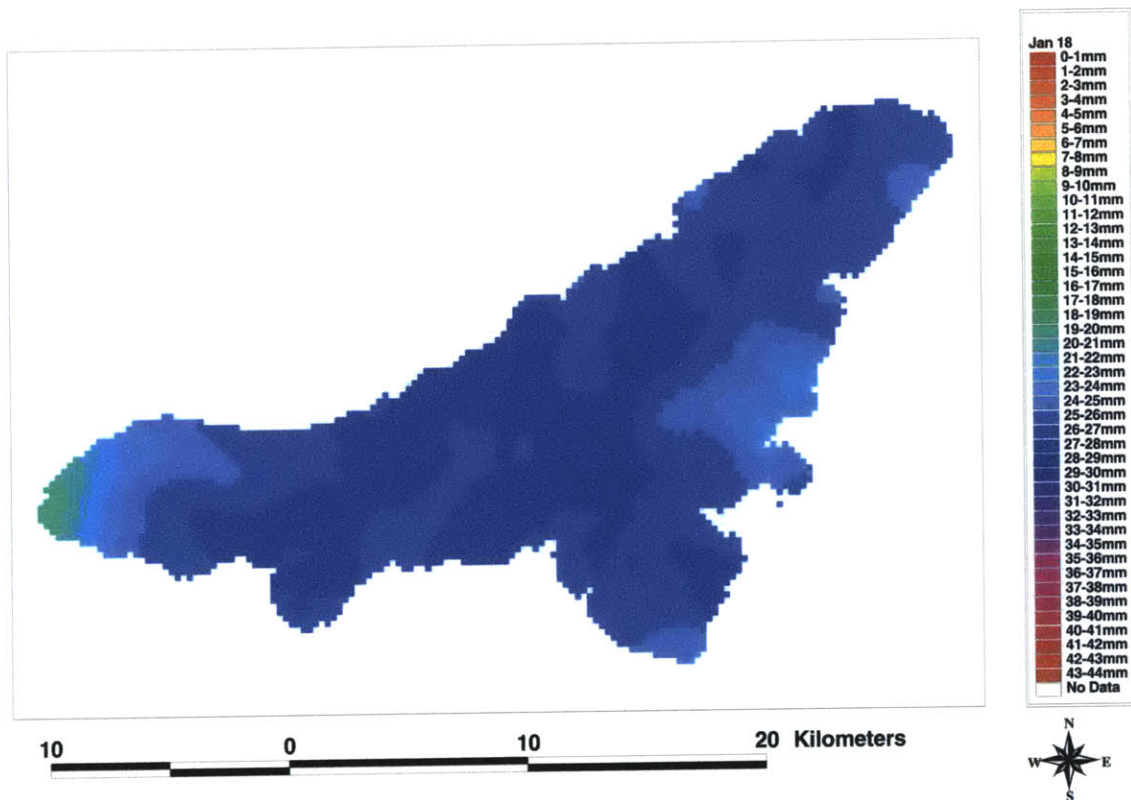 Jan 18
0-1mm
1-2mm
2-3mm
3-4mm
4-5mm
5-6mm
6-7mm
7-8mm
8-9mm
9-10mm
10-11mm
11-12mm
12-13mm
13-14mm
14-15mm
15-16mm
16-17mm
17-18mm
18-19mm
19-20mm
20-21mm
21-22mm
22-23mm
23-24mm
24-25mm
25-26mm
26-27mm
27-28mm
28-29mm
29-30mm
30-31mm
31-32mm
32-33mm
33-34mm
34-35mm
35-36mm
36-37mm
37-38mm
38-39mm
39-40mm
40-41mm
41-42mm
42-43mm
43-44mm
No Data
10 0 10 20 Kilometers
N
W E
S